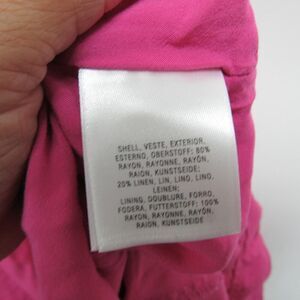 SHELL, VESTE, EXTERIOR,
ESTERNO, OBERSTOFF: 80%
RAYON, RAYONNE, RAYÓN,
RAION, KUNSTSEIDE;
20% LINEN, LIN, LINO, LINO,
LEINEN;
LINING, DOUBLURE, FORRO,
FODERA, FUTTERSTOFF: 100%
RAYON, RAYONNE, RAYÓN,
RAION, KUNSTSEIDE